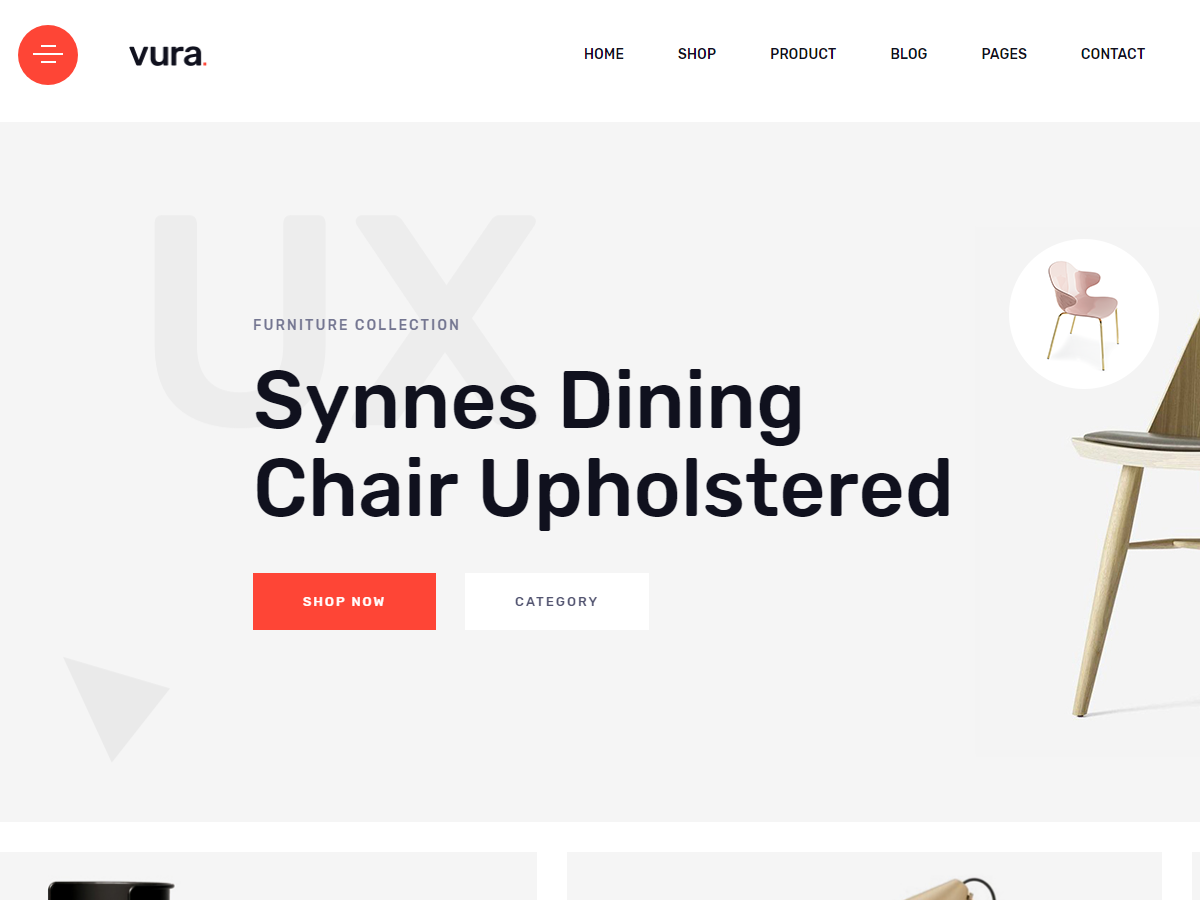 vura.
HOME SHOP PRODUCT BLOG PAGES CONTACT
UX
FURNITURE COLLECTION
Synnes Dining
Chair Upholstered
SHOP NOW CATEGORY